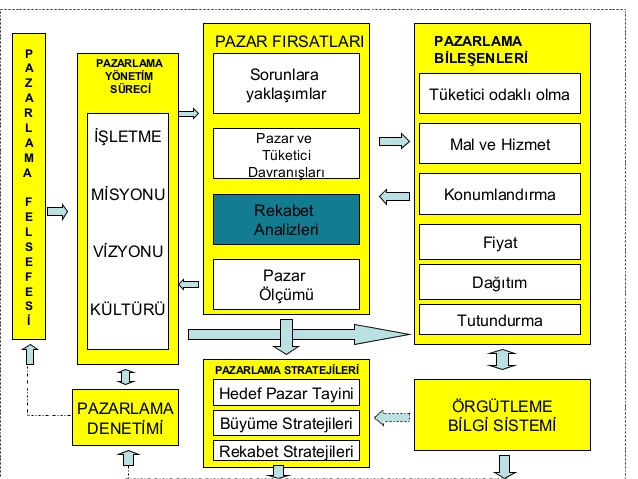 PAZARLAMA FELSEFESİ
PAZARLAMA
YÖNETİM
SÜRECİ
İŞLETME
MİSYONU
VİZYONU
KÜLTÜRÜ
PAZARLAMA
DENETİMİ
PAZAR FIRSATLARI
Sorunlara
yaklaşımlar
Pazar ve
Tüketici
Davranışları
Rekabet
Analizleri
Pazar
Ölçümü
PAZARLAMA STRATEJİLERİ
Hedef Pazar Tayini
Büyüme Stratejileri
Rekabet Stratejileri
PAZARLAMA
BİLEŞENLERİ
Tüketici odaklı olma
Mal ve Hizmet
Konumlandırma
Fiyat
Dağıtım
Tutundurma
ÖRGÜTLEME
BİLGİ SİSTEMİ